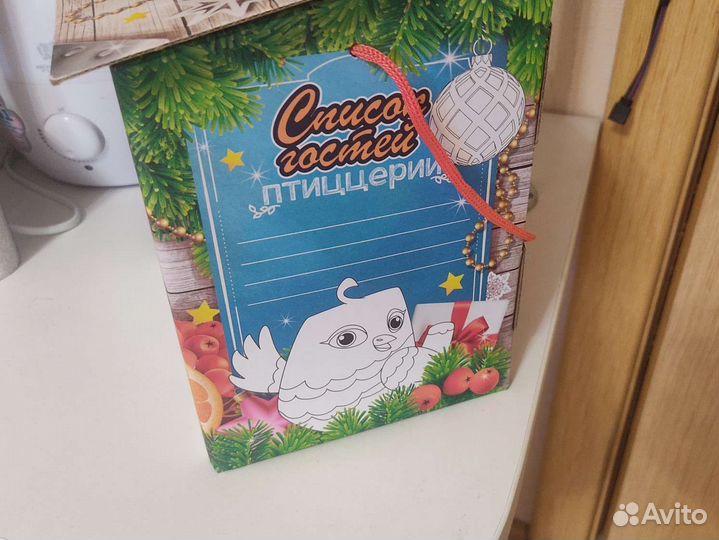 Список
гостей
птиццерии
Avito